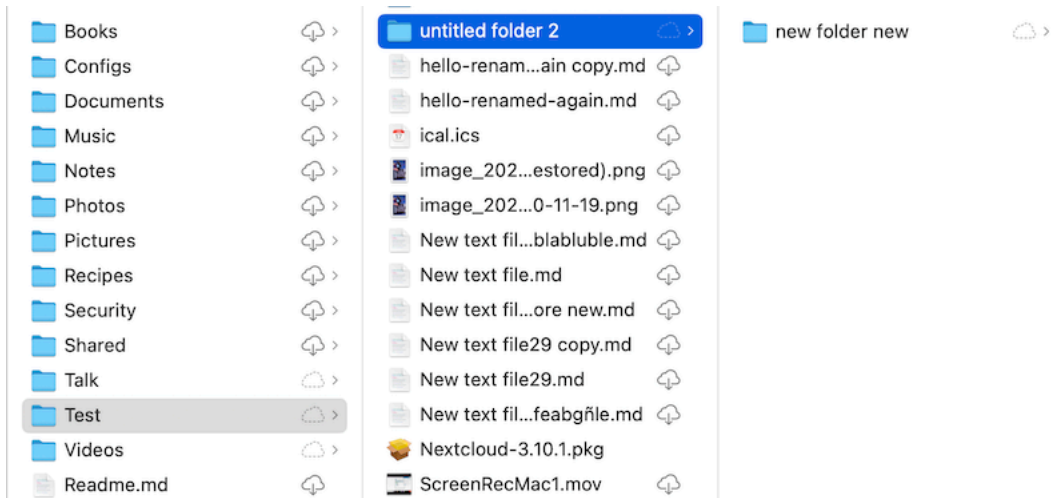 Books
Configs
Documents
Music
Notes
Photos
Pictures
Recipes
Security
Shared
Talk
Test
Videos
Readme.md
untitled folder 2
hello-renam...ain copy.md
hello-renamed-again.md
ical.ics
image_202...estored).png
image_202...0-11-19.png
New text fil...blabluble.md
New text file.md
New text fil...ore new.md
New text file29 copy.md
New text file29.md
New text fil...feabgñle.md
Nextcloud-3.10.1.pkg
ScreenRecMac1.mov
new folder new